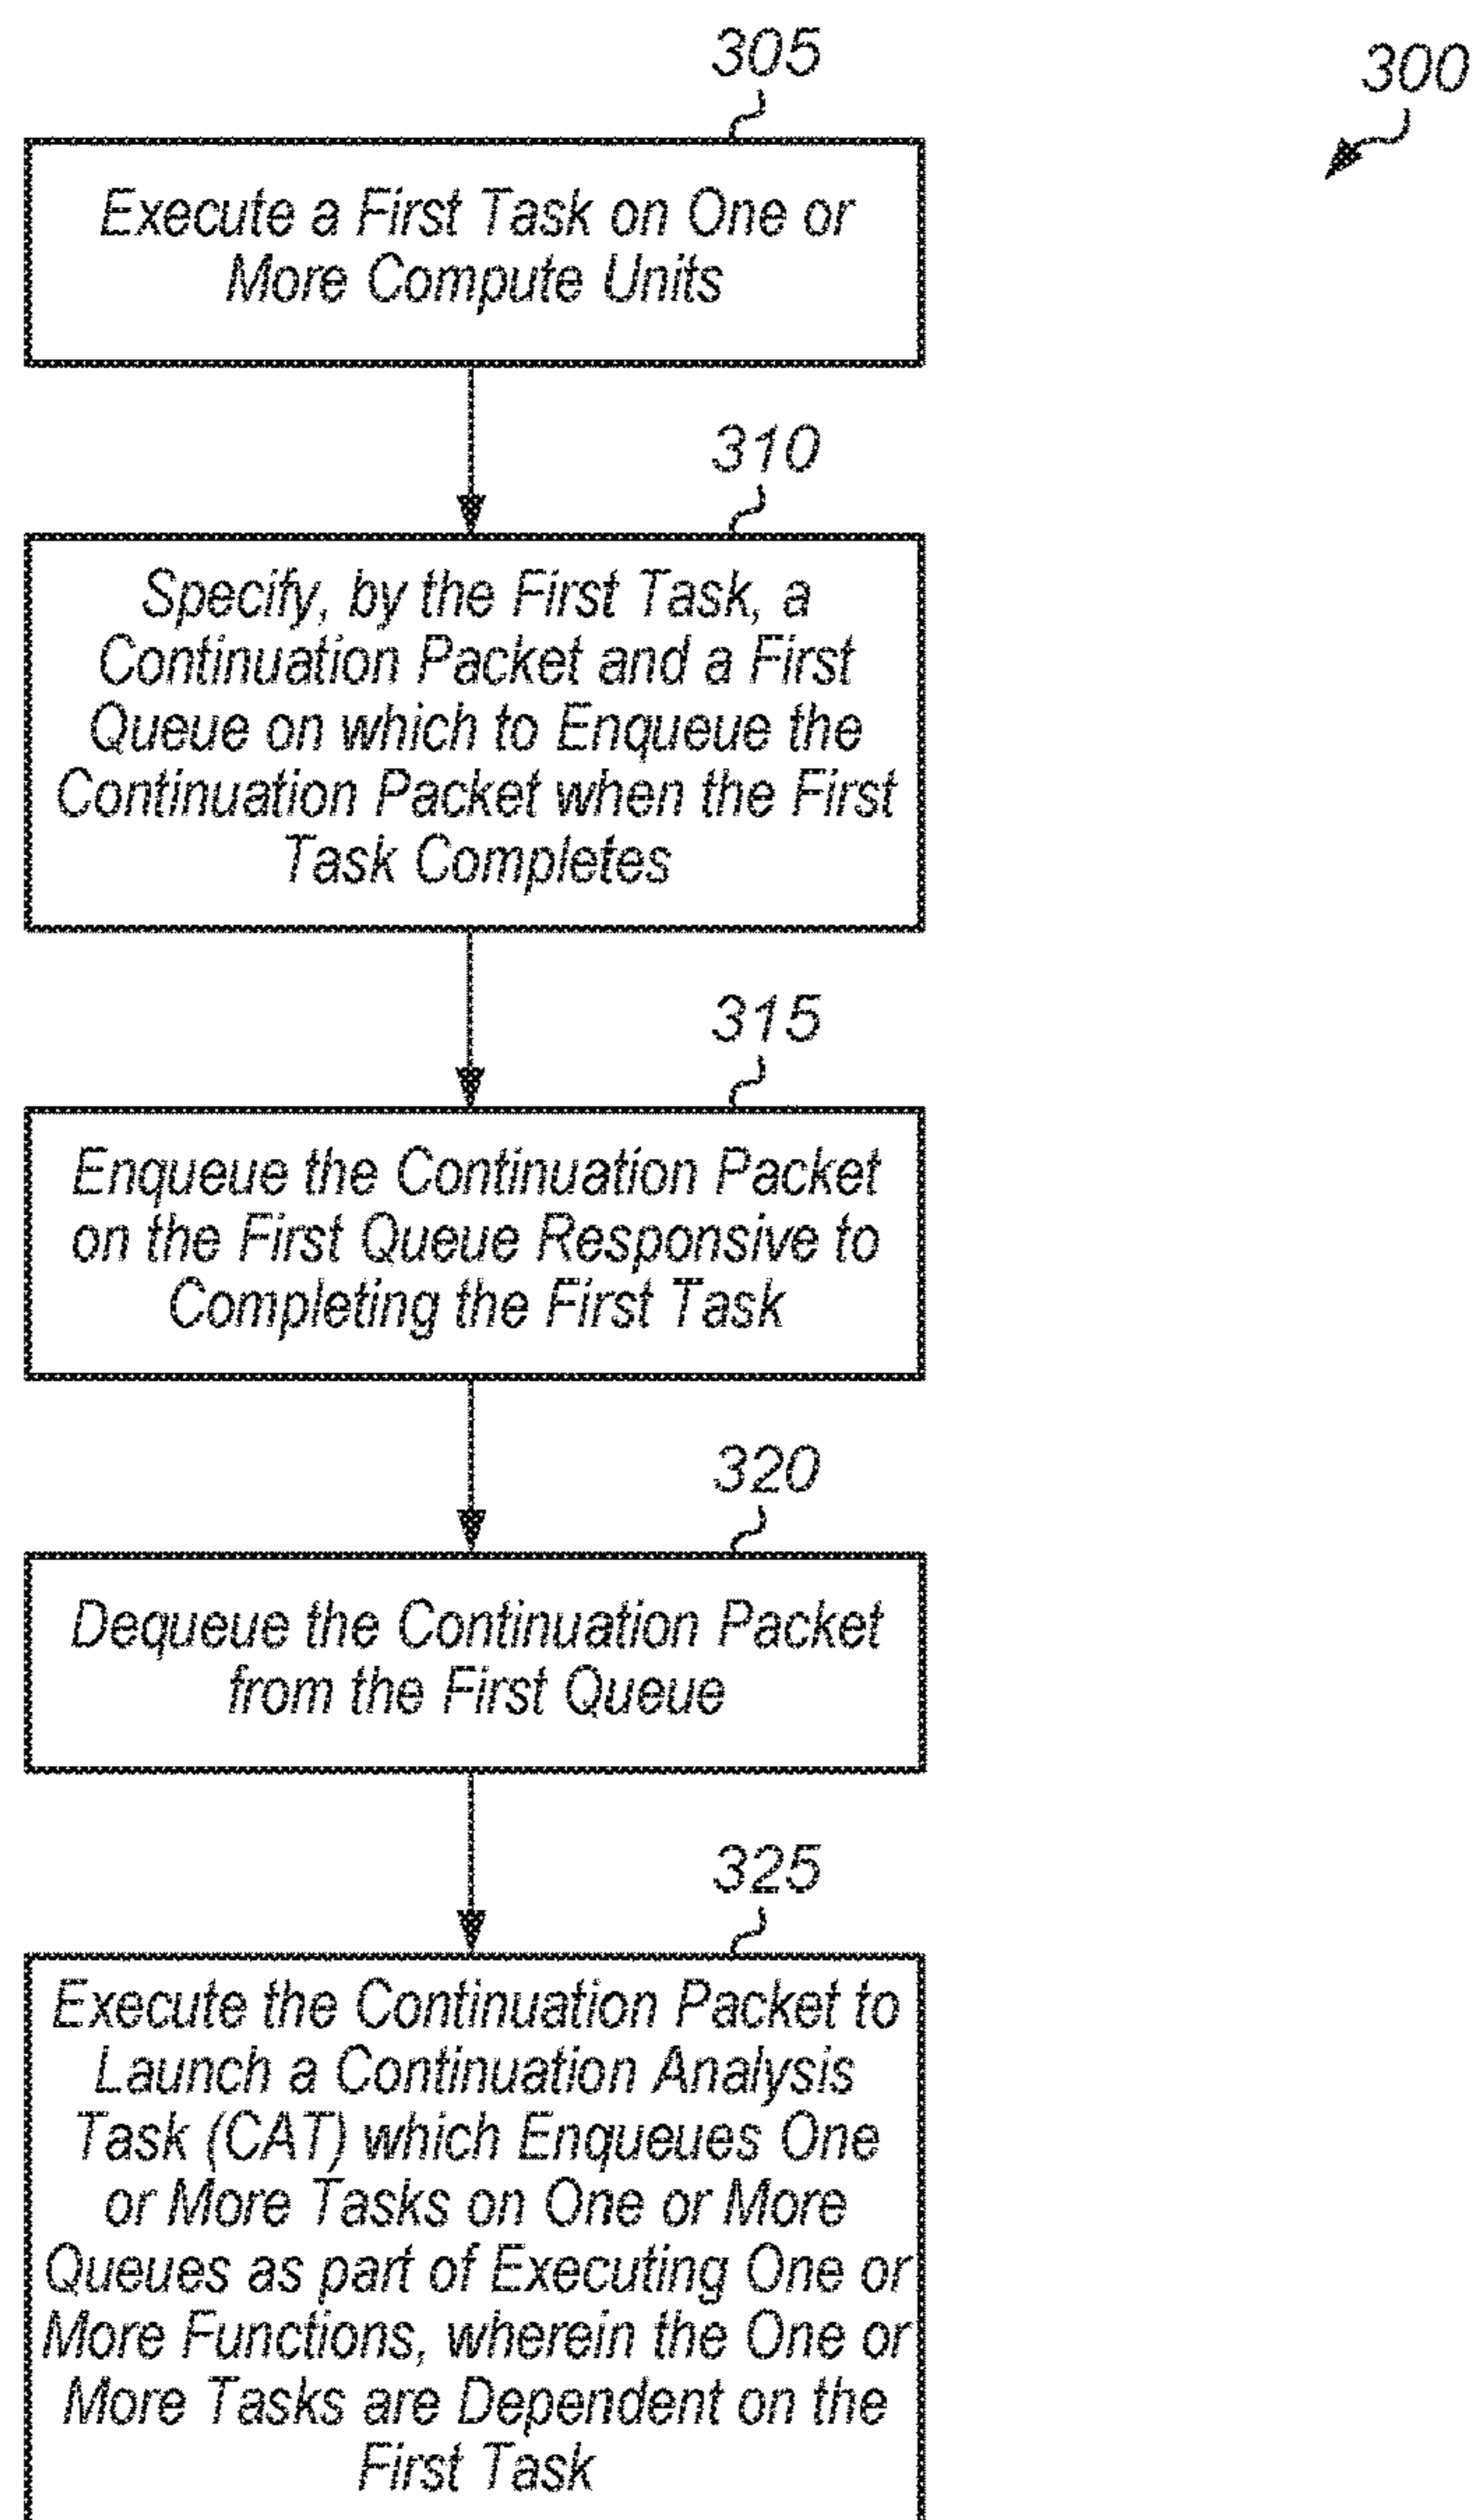 305
300
Execute a First Task on One or
More Compute Units
310
Specify, by the First Task, a
Continuation Packet and a First
Queue on which to Enqueue the
Continuation Packet when the First
Task Completes
315
Enqueue the Continuation Packet
on the First Queue Responsive to
Completing the First Task
320
Dequeue the Continuation Packet
from the First Queue
325
Execute the Continuation Packet to
Launch a Continuation Analysis
Task (CAT) which Enqueues One
or More Tasks on One or More
Queues as part of Executing One or
More Functions, wherein the One or
More Tasks are Dependent on the
First Task